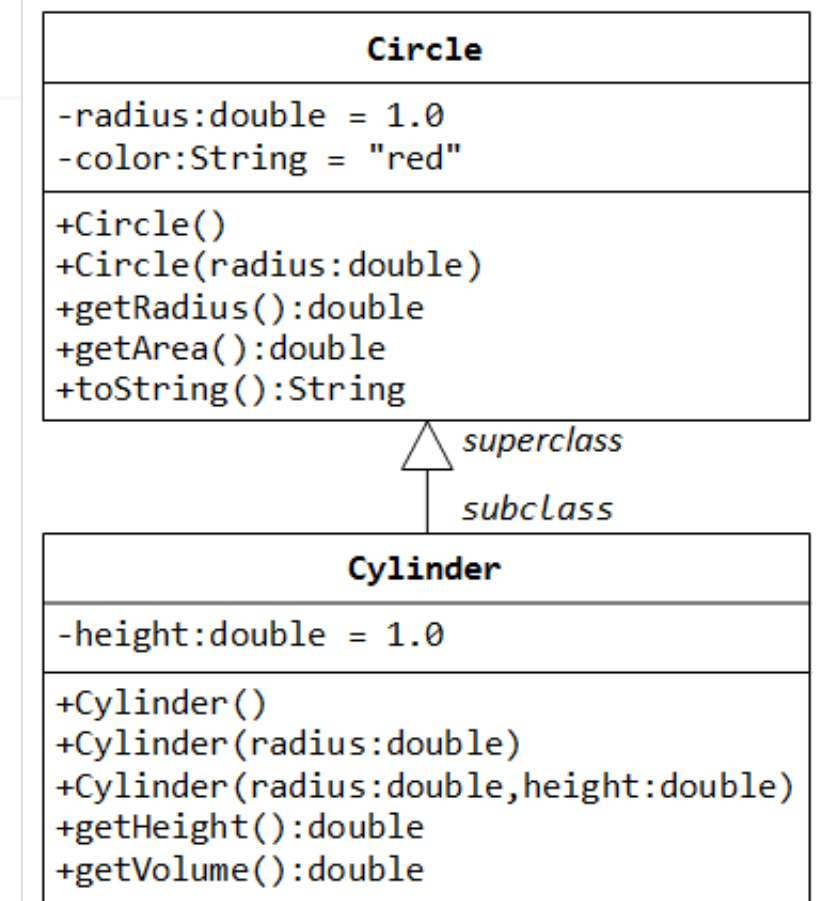 Circle
-radius:double = 1.0
-color:String = "red"
+Circle()
+Circle(radius:double)
+getRadius():double
+getArea():double
+toString():String
superclass
subclass
Cylinder
-height:double = 1.0
+Cylinder()
+Cylinder(radius:double)
+Cylinder(radius:double,height:double)
+getHeight():double
+getVolume():double